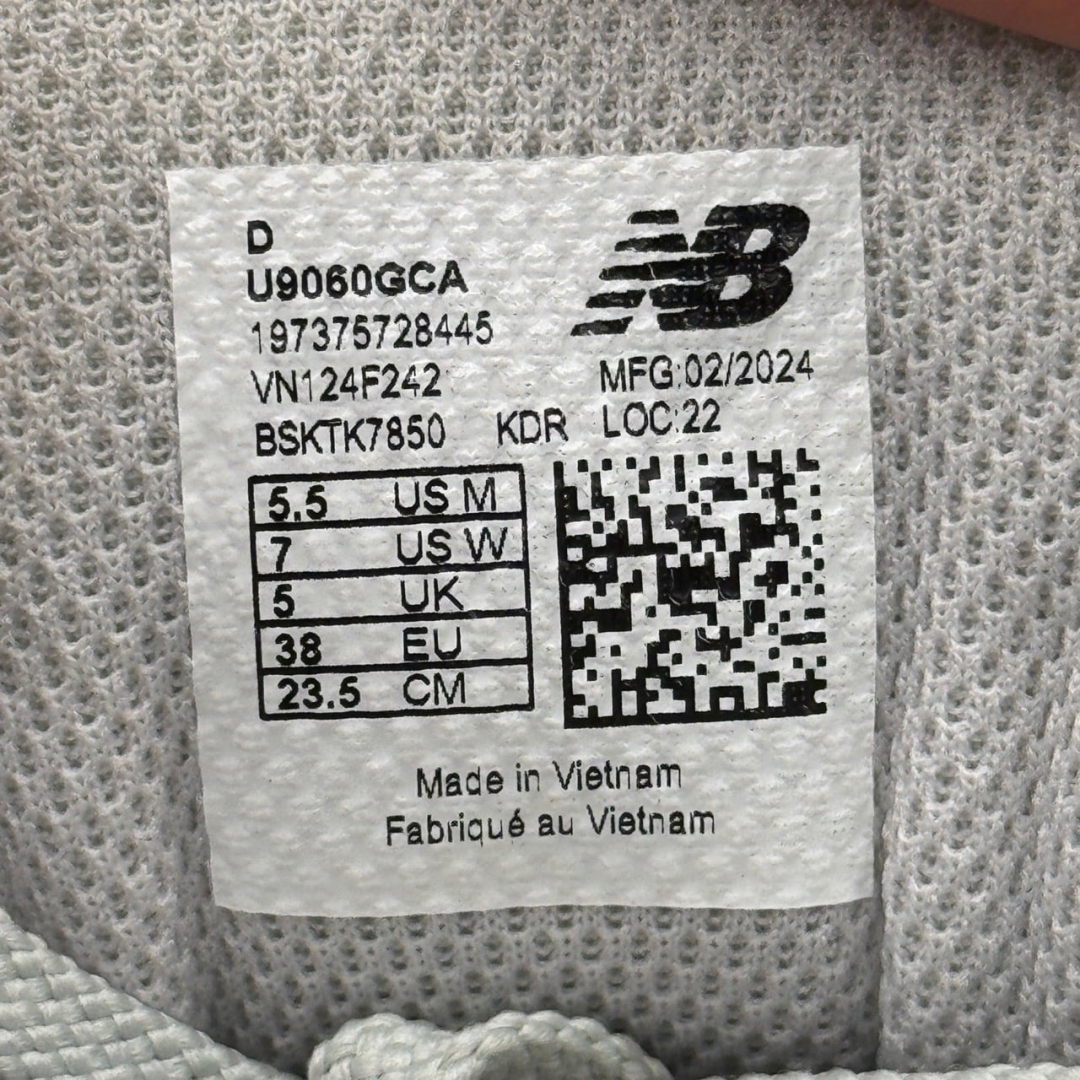 D
U9060GCA
197375728445
VN124F242 MFG:02/2024
BSKTK7850 KDR LOC:22
5.5 US M
7 US W
5 UK
38 EU
23.5 CM
Made in Vietnam
Fabriqué au Vietnam
NB